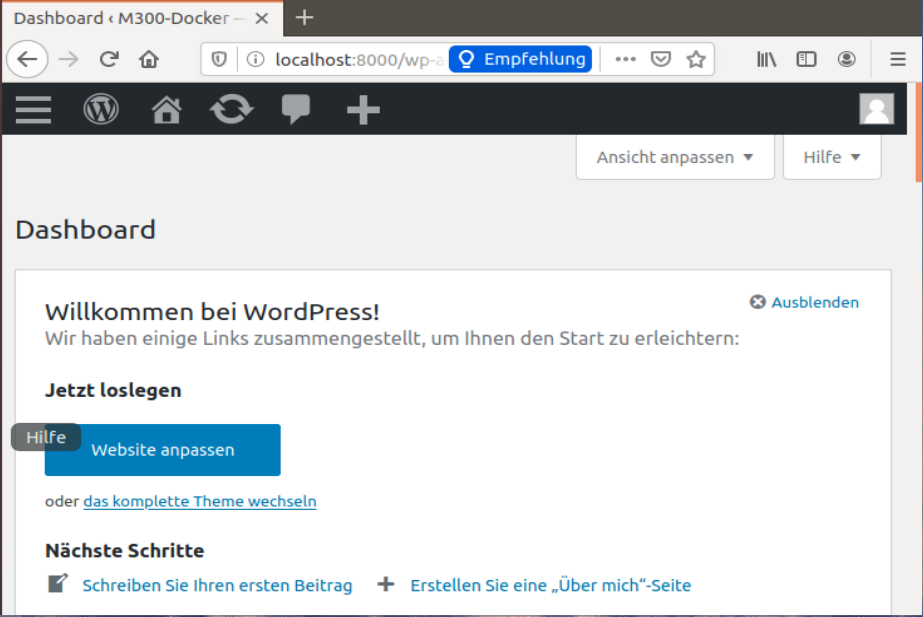 Dashboard ‹ M300-Docker —
localhost:8000/wp-a Empfehlung
Ansicht anpassen Hilfe
Dashboard
Willkommen bei WordPress!
Ausblenden
Wir haben einige Links zusammengestellt, um Ihnen den Start zu erleichtern:
Jetzt loslegen
Hilfe
Website anpassen
oder das komplette Theme wechseln
Nächste Schritte
Schreiben Sie Ihren ersten Beitrag Erstellen Sie eine „Über mich“-Seite